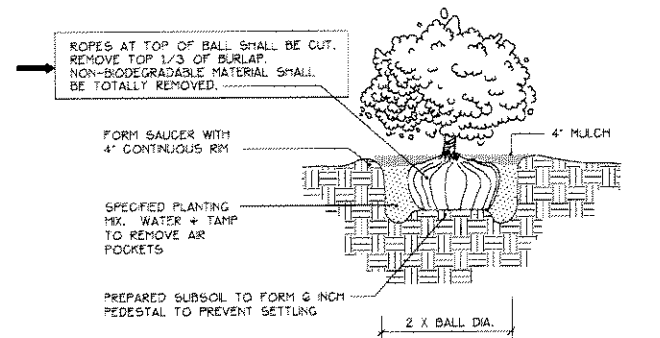 ROPES AT TOP OF BALL SHALL BE CUT.
REMOVE TOP 1/3 OF BURLAP.
NON-BIODEGRADABLE MATERIAL SHALL
BE TOTALLY REMOVED.
FORM SAUCER WITH
4" CONTINUOUS RIM
4" MULCH
SPECIFIED PLANTING
MIX. WATER & TAMP
TO REMOVE AIR
POCKETS
PREPARED SUBSOIL TO FORM 6 INCH
PEDESTAL TO PREVENT SETTLING
2 X BALL DIA.